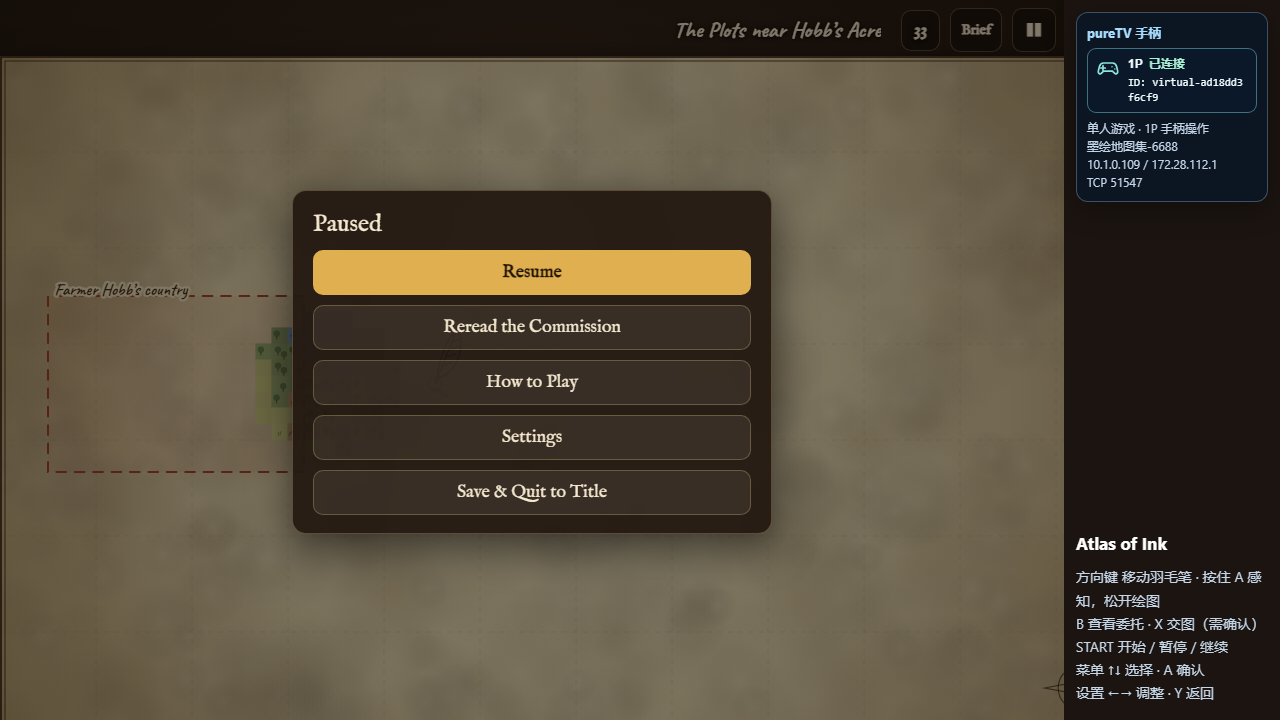 The Plots near Hobb's Acre
33
Brief
Farmer Hobb's country
Paused
Resume
Reread the Commission
How to Play
Settings
Save & Quit to Title
pureTV 手柄
1P 已连接
ID: virtual-ad18dd3
f6cf9
单人游戏 · 1P 手柄操作
墨绘地图集-6688
10.1.0.109 / 172.28.112.1
TCP 51547
Atlas of Ink
方向键 移动羽毛笔 · 按住 A 感
知，松开绘图
B 查看委托 · X 交图（需确认）
START 开始 / 暂停 / 继续
菜单 ↑↓ 选择 · A 确认
设置 ←→ 调整 · Y 返回